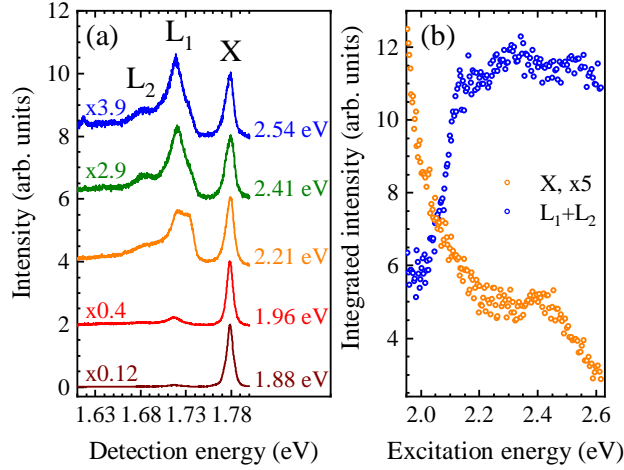 (a)
L₁
L₂
X
x3.9
2.54 eV
x2.9
2.41 eV
2.21 eV
x0.4
1.96 eV
x0.12
1.88 eV
12
10
8
6
4
2
0
Intensity (arb. units)
1.63 1.68 1.73 1.78
Detection energy (eV)
(b)
X, x5
L₁+L₂
12
10
8
6
4
Integrated intensity (arb. units)
2.0 2.2 2.4 2.6
Excitation energy (eV)